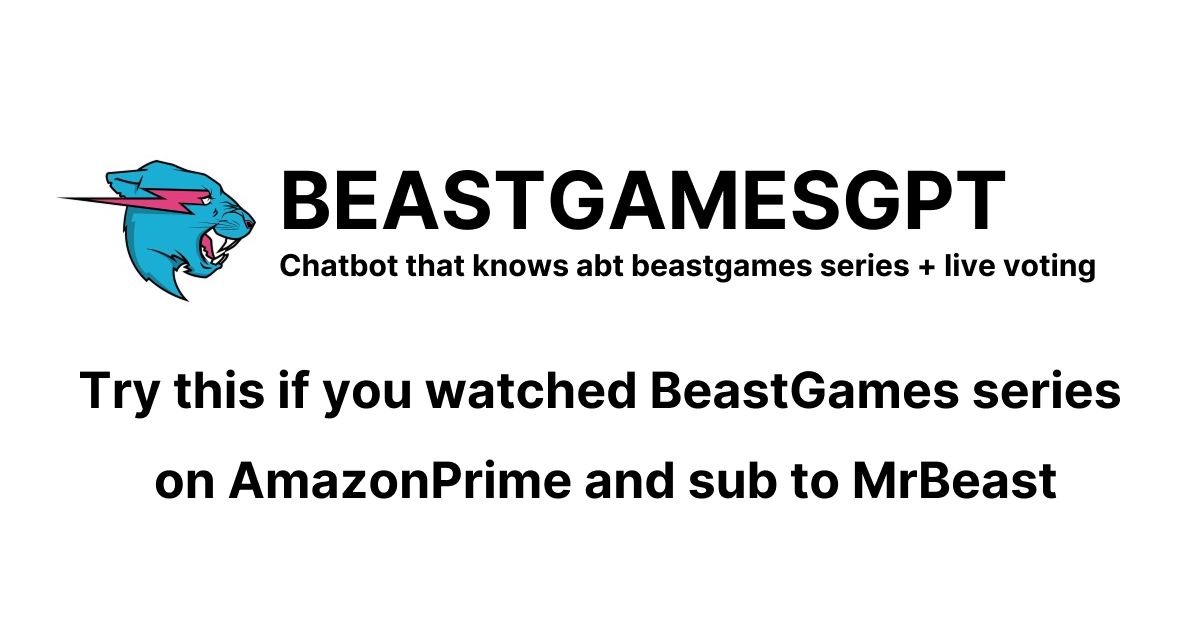 BEASTGAMESGPT
Chatbot that knows abt beastgames series + live voting
Try this if you watched BeastGames series
on AmazonPrime and sub to MrBeast